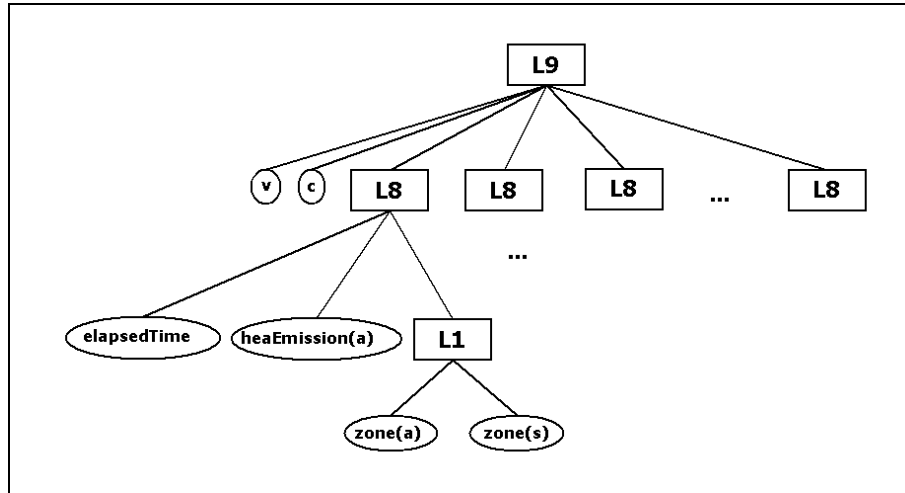 L9
v c L8 L8 L8 ... L8
...
elapsedTime heaEmission(a) L1
zone(a) zone(s)